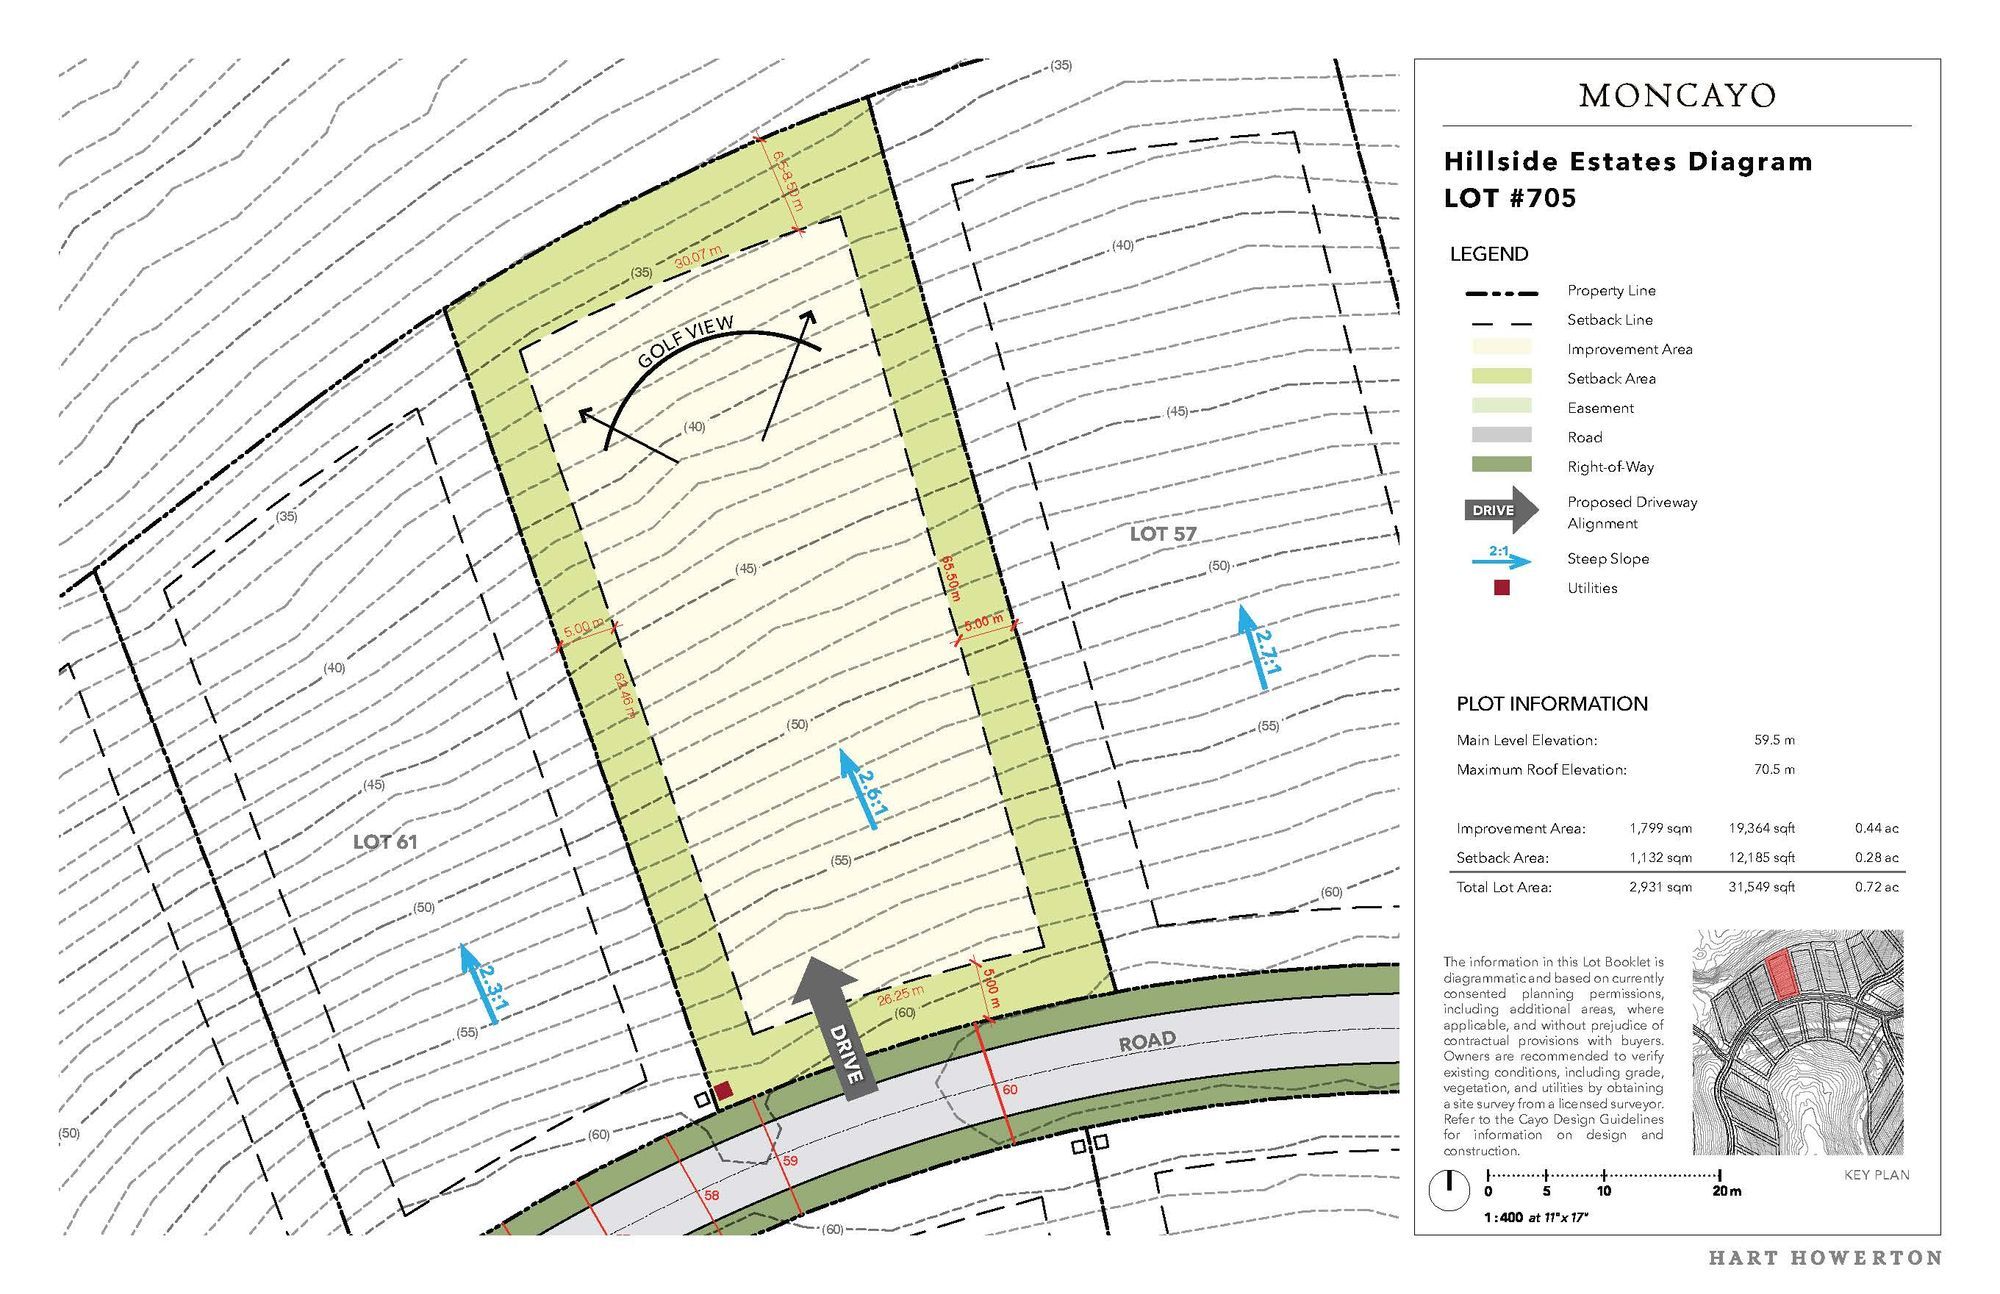 MONCAYO
Hillside Estates Diagram
LOT #705
LEGEND
Property Line
Setback Line
Improvement Area
Setback Area
Easement
Road
Right-of-Way
DRIVE
Proposed Driveway
Alignment
2:1
Steep Slope
Utilities
PLOT INFORMATION
Main Level Elevation: 59.5 m
Maximum Roof Elevation: 70.5 m
Improvement Area: 1,799 sqm 19,364 sqft 0.44 ac
Setback Area: 1,132 sqm 12,185 sqft 0.28 ac
Total Lot Area: 2,931 sqm 31,549 sqft 0.72 ac
The information in this Lot Booklet is
diagrammatic and based on currently
consented planning permissions,
including additional areas, where
applicable, and without prejudice of
contractual provisions with buyers.
Owners are recommended to verify
existing conditions, including grade,
vegetation, and utilities by obtaining
a site survey from a licensed surveyor.
Refer to the Cayo Design Guidelines
for information on design and
construction.
KEY PLAN
0 5 10 20m
1:400 at 11" x 17"
HART HOWERTON
(35)
6.5-8.50 m
(40)
30.07 m
(35)
GOLF VIEW
(40)
(45)
(35)
LOT 57
(50)
(45)
65.50 m
5.00 m
5.00 m
2.7:1
(40)
62.46 m
(50)
(55)
(45)
2.6:1
LOT 61
(55)
(60)
(50)
2.3:1
5.00 m
26.25 m
(60)
(55)
ROAD
DRIVE
60
(50)
(60)
59
58
(60)